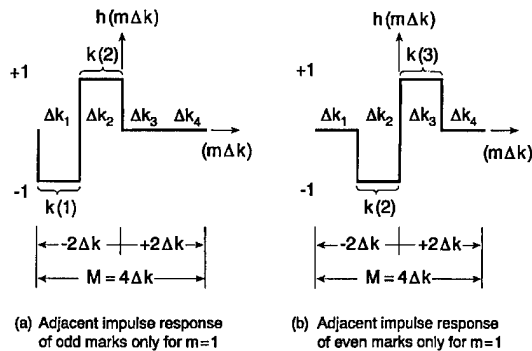 h(mΔk)
k(2)
+1
Δk₁ Δk₂ Δk₃ Δk₄
(mΔk)
-1
k(1)
-2Δk +2Δk
M = 4Δk
(a) Adjacent impulse response
of odd marks only for m=1
h(mΔk)
k(3)
+1
Δk₁ Δk₂ Δk₃ Δk₄
(mΔk)
-1
k(2)
-2Δk +2Δk
M = 4Δk
(b) Adjacent impulse response
of even marks only for m=1